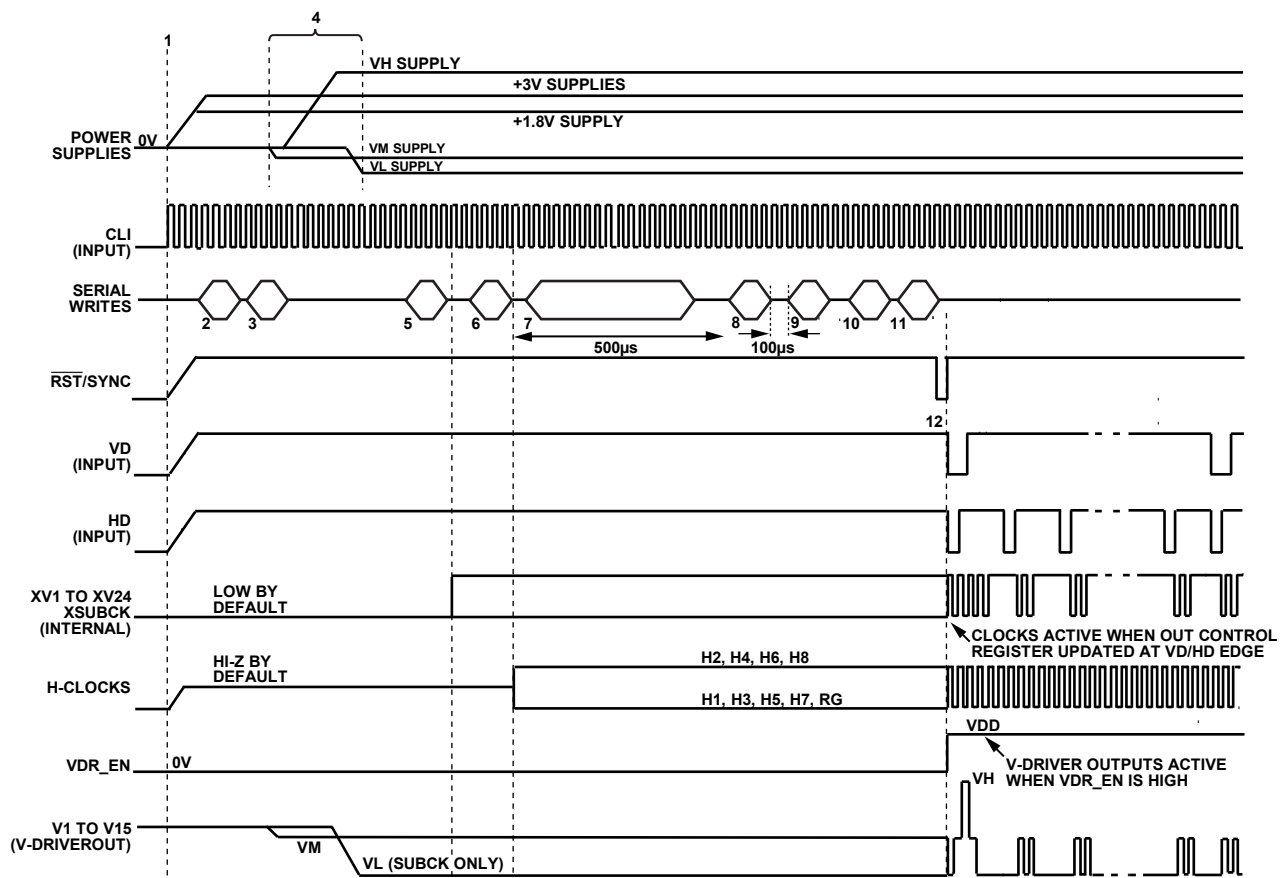 4
1
VH SUPPLY
+3V SUPPLIES
+1.8V SUPPLY
POWER
SUPPLIES
0V
VM SUPPLY
VL SUPPLY
CLI
(INPUT)
SERIAL
WRITES
2
3
5
6
7
8
9
10
11
500µs
100µs
RST/SYNC
12
VD
(INPUT)
HD
(INPUT)
XV1 TO XV24
XSUBCK
(INTERNAL)
LOW BY
DEFAULT
CLOCKS ACTIVE WHEN OUT CONTROL
REGISTER UPDATED AT VD/HD EDGE
HI-Z BY
DEFAULT
H-CLOCKS
H2, H4, H6, H8
H1, H3, H5, H7, RG
VDD
VDR_EN
0V
V-DRIVER OUTPUTS ACTIVE
WHEN VDR_EN IS HIGH
VH
V1 TO V15
(V-DRIVEROUT)
VM
VL (SUBCK ONLY)